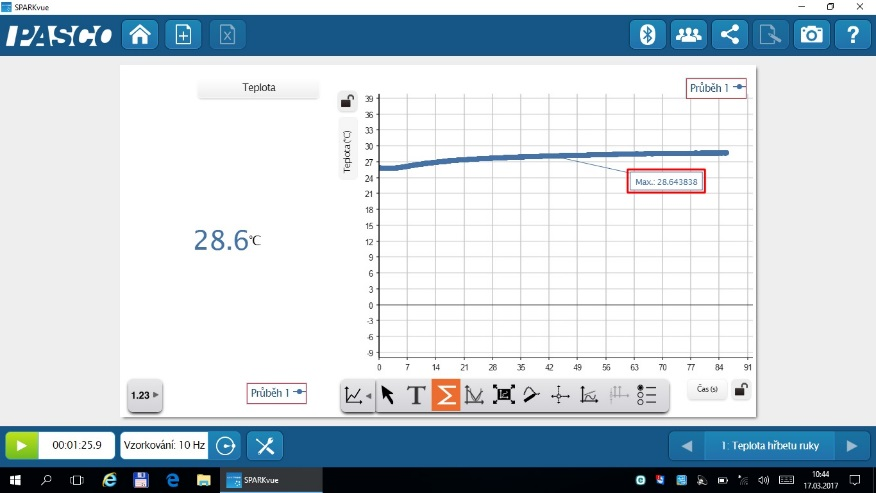 SPARKvue
PASCO
?
Teplota
28.6°C
1.23
Průběh 1
Průběh 1
Teplota (°C)
39
36
33
30
27
24
21
18
15
12
9
6
3
0
-3
-6
-9
Max.: 28,643838
0 7 14 21 28 35 42 49 56 63 70 77 84 91
T Σ
Čas (s)
00:01:25.9
Vzorkování: 10 Hz
1: Teplota hřbetu ruky
SPARKvue
10:44
17.03.2017